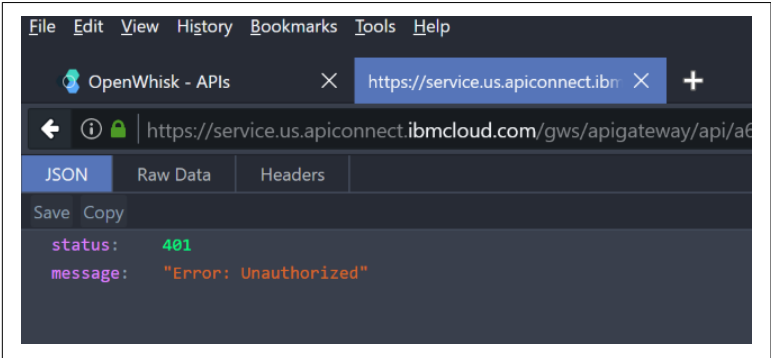 File Edit View History Bookmarks Tools Help
OpenWhisk - APIs https://service.us.apiconnect.ibm
https://service.us.apiconnect.ibmcloud.com/gws/apigateway/api/a6
JSON Raw Data Headers
Save Copy
status: 401
message: "Error: Unauthorized"